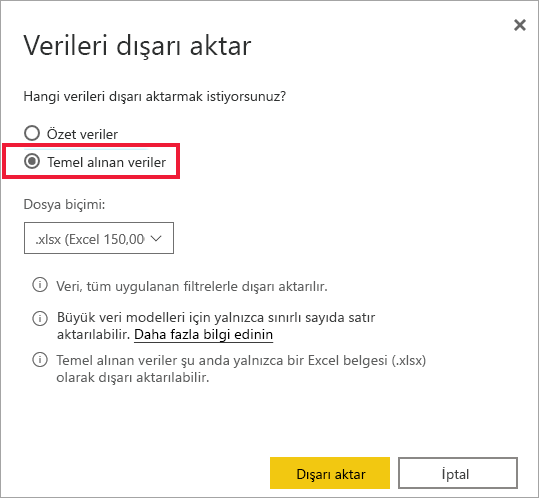 Verileri dışarı aktar
Hangi verileri dışarı aktarmak istiyorsunuz?
Özet veriler
Temel alınan veriler
Dosya biçimi:
.xlsx (Excel 150,00
Veri, tüm uygulanan filtrelerle dışarı aktarılır.
Büyük veri modelleri için yalnızca sınırlı sayıda satır
aktarılabilir. Daha fazla bilgi edinin
Temel alınan veriler şu anda yalnızca bir Excel belgesi (.xlsx)
olarak dışarı aktarılabilir.
Dışarı aktar
İptal